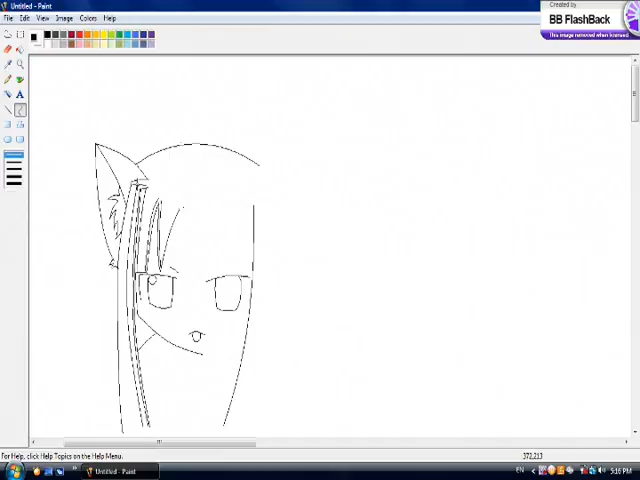 Untitled - Paint
File Edit View Image Colors Help
Created by
BB FlashBack
This image removed when licensed
A
For Help, click Help Topics on the Help Menu.
372,213
Untitled - Paint
EN
5:16 PM